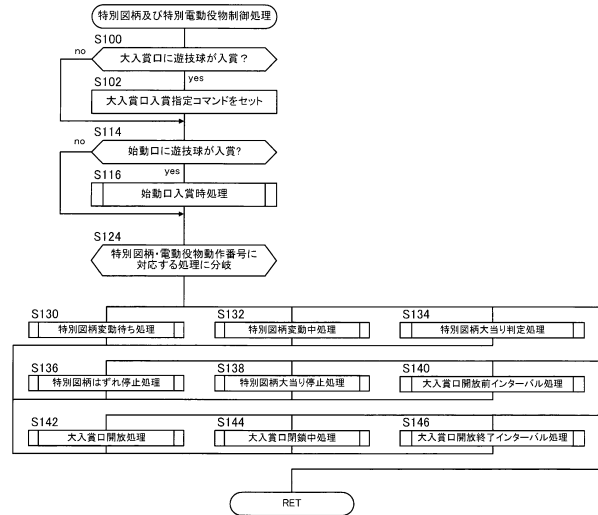 特別図柄及び特別電動役物制御処理
S100
no
大入賞口に遊技球が入賞？
yes
S102
大入賞口入賞指定コマンドをセット
S114
no
始動口に遊技球が入賞?
yes
S116
始動口入賞時処理
S124
特別図柄・電動役物動作番号に
対応する処理に分岐
S130
S132
S134
特別図柄変動待ち処理
特別図柄変動中処理
特別図柄大当り判定処理
S136
S138
S140
特別図柄はずれ停止処理
特別図柄大当り停止処理
大入賞口開放前インターバル処理
S142
S144
S146
大入賞口開放処理
大入賞口閉鎖中処理
大入賞口開放終了インターバル処理
RET